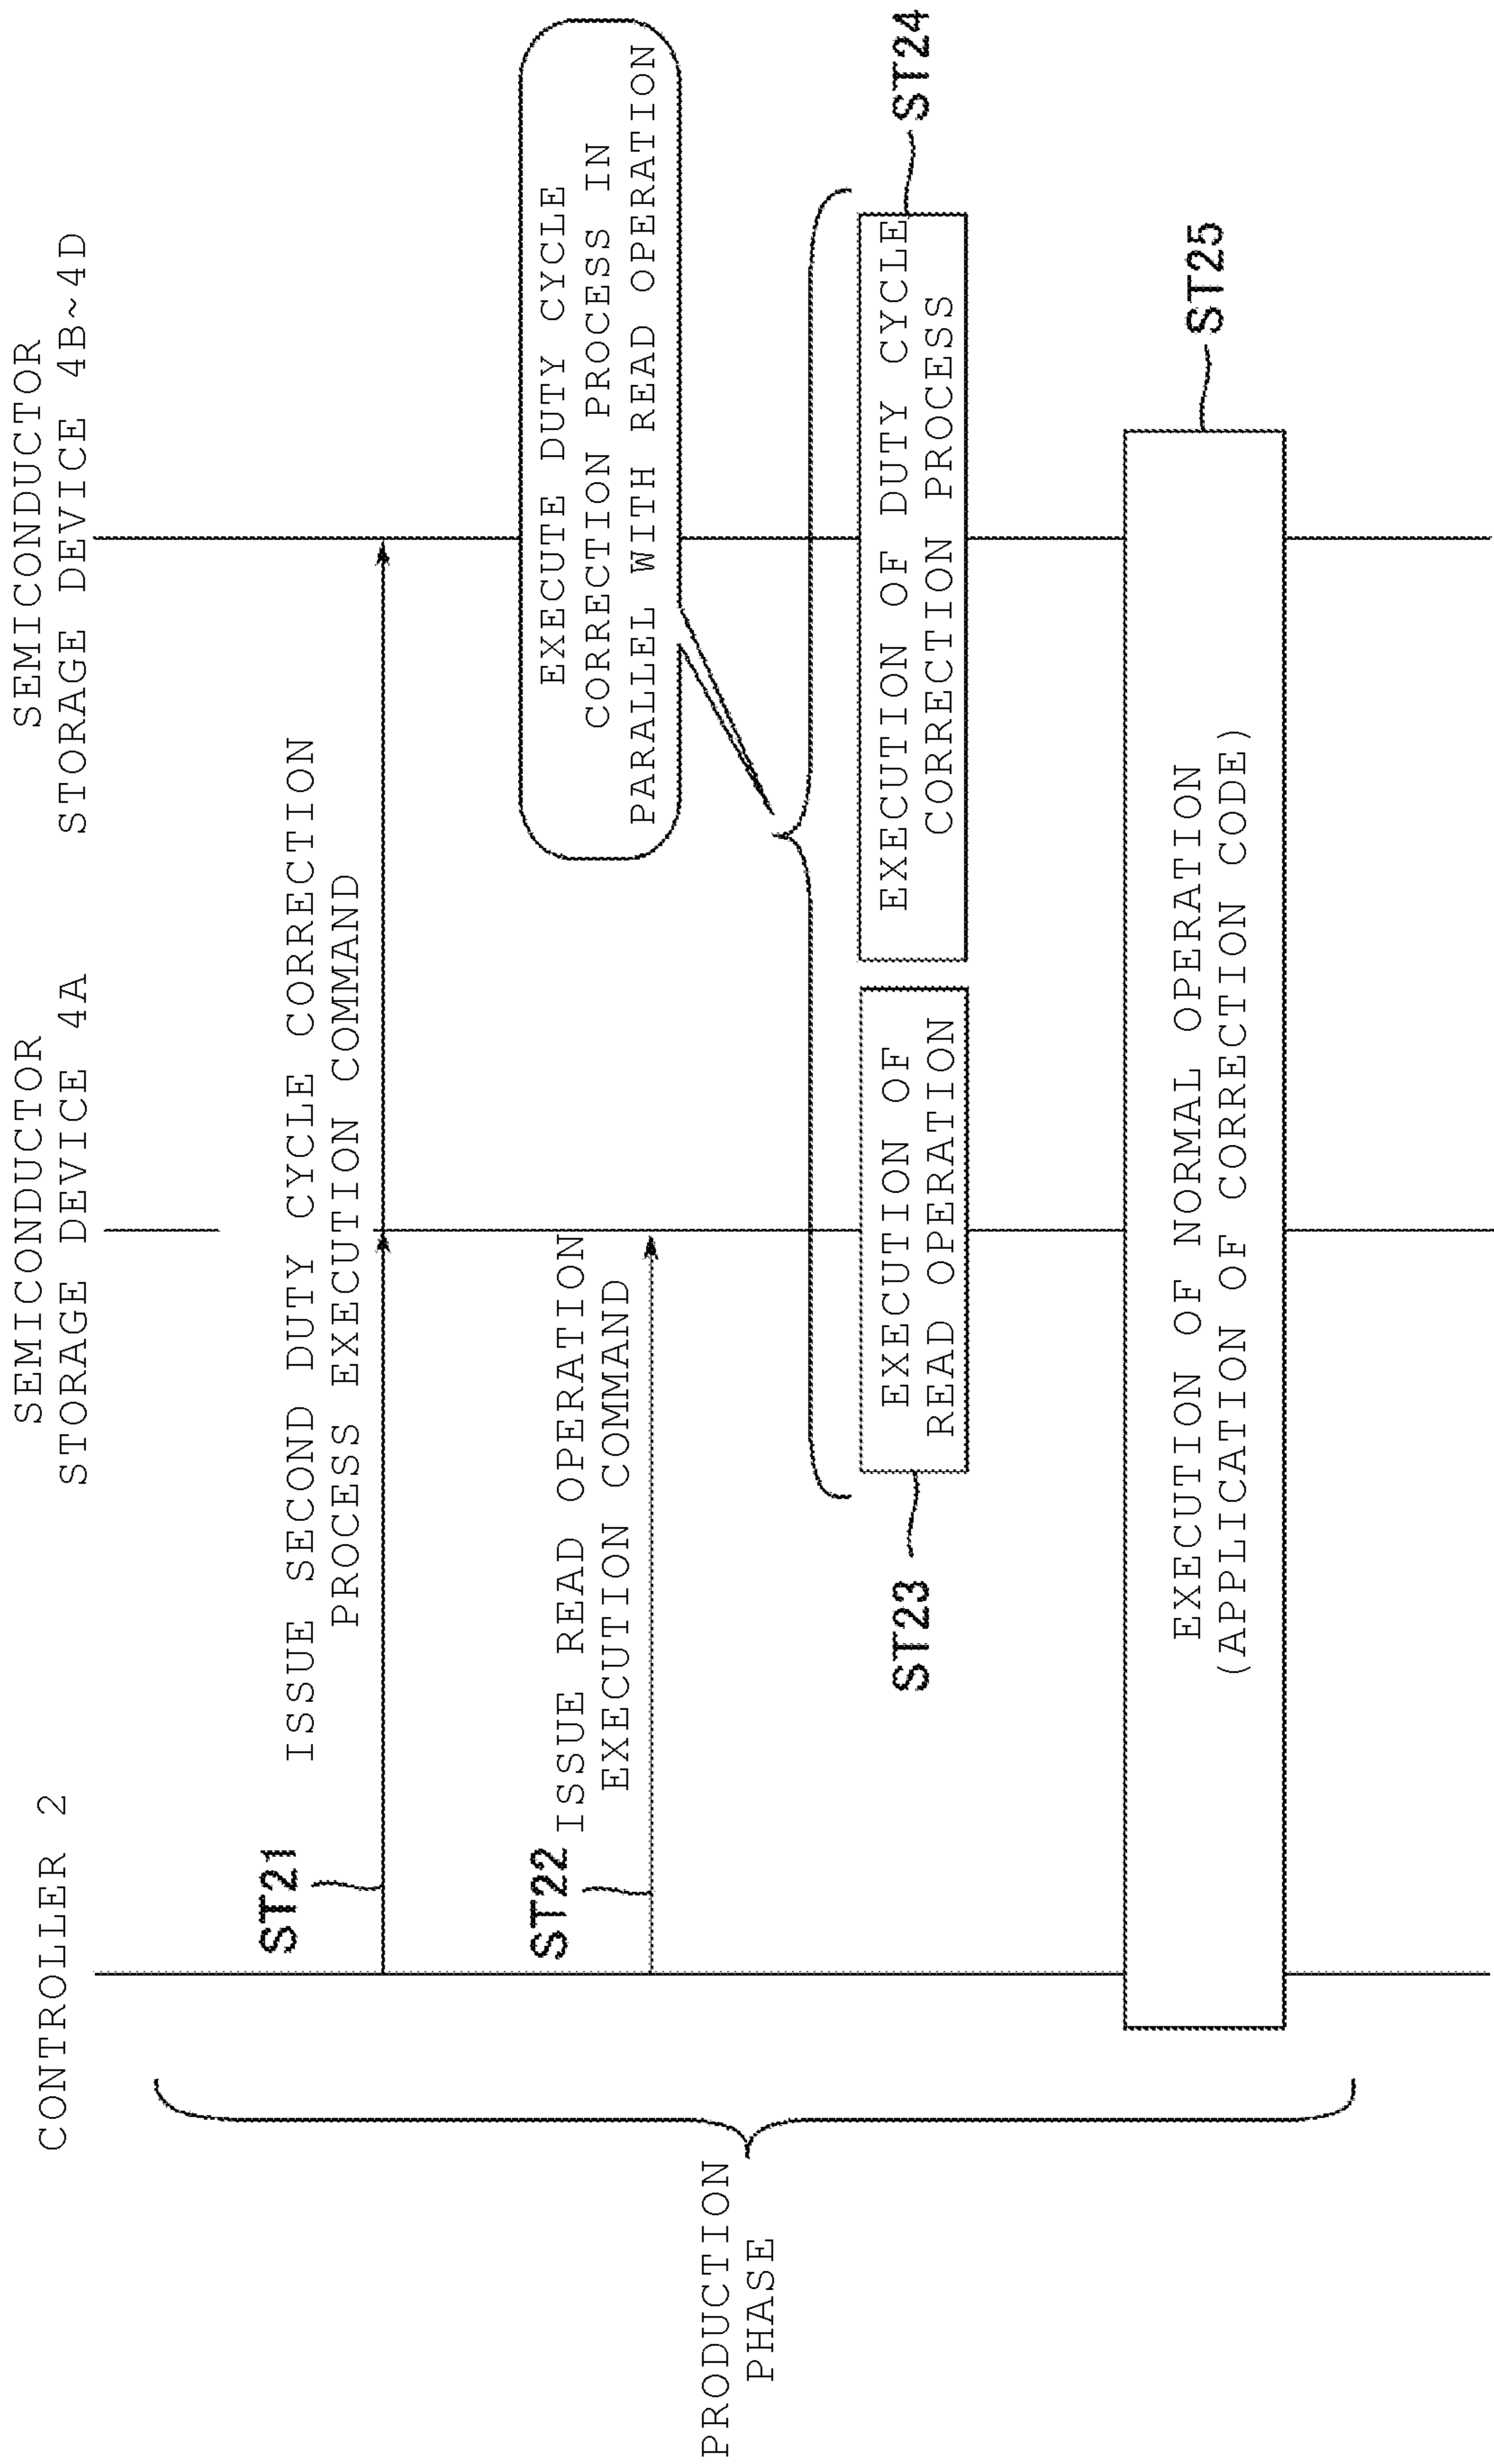 CONTROLLER 2
SEMICONDUCTOR
STORAGE DEVICE 4A
SEMICONDUCTOR
STORAGE DEVICE 4B~4D
ST21
ISSUE SECOND DUTY CYCLE CORRECTION
PROCESS EXECUTION COMMAND
ST22
ISSUE READ OPERATION
EXECUTION COMMAND
EXECUTE DUTY CYCLE
CORRECTION PROCESS IN
PARALLEL WITH READ OPERATION
PRODUCTION
PHASE
ST23
EXECUTION OF
READ OPERATION
EXECUTION OF DUTY CYCLE
CORRECTION PROCESS
ST24
EXECUTION OF NORMAL OPERATION
(APPLICATION OF CORRECTION CODE)
ST25